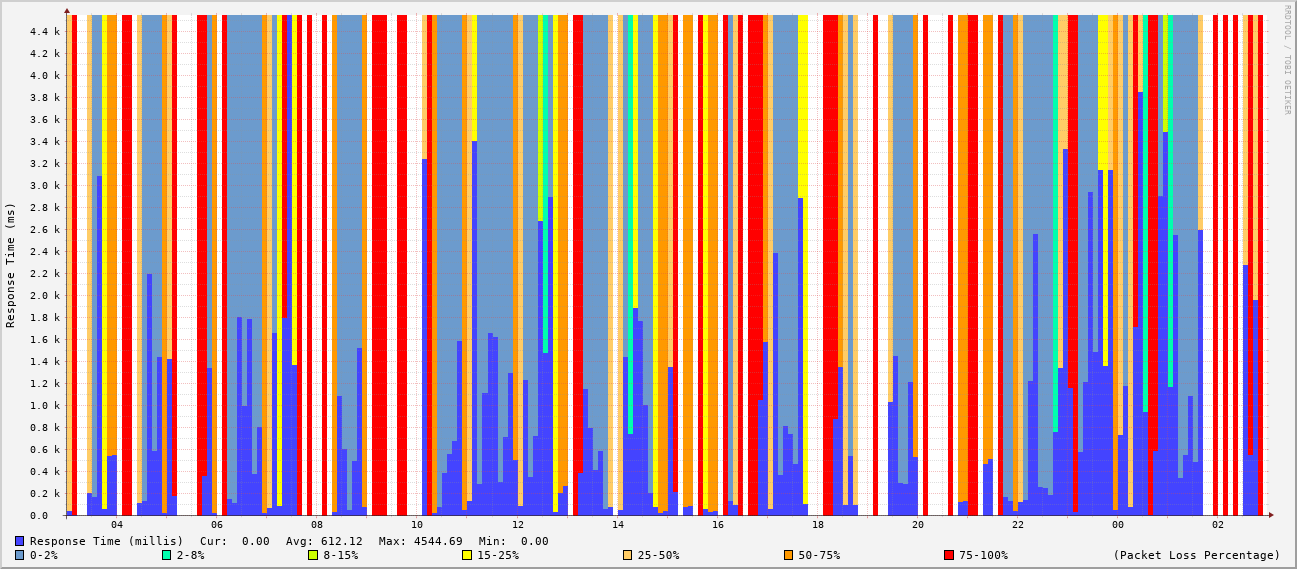 RRDTOOL / TOBI OETIKER
Response Time (ms)
4.4 k
4.2 k
4.0 k
3.8 k
3.6 k
3.4 k
3.2 k
3.0 k
2.8 k
2.6 k
2.4 k
2.2 k
2.0 k
1.8 k
1.6 k
1.4 k
1.2 k
1.0 k
0.8 k
0.6 k
0.4 k
0.2 k
0.0
04 06 08 10 12 14 16 18 20 22 00 02
Response Time (millis) Cur: 0.00 Avg: 612.12 Max: 4544.69 Min: 0.00
0-2% 2-8% 8-15% 15-25% 25-50% 50-75% 75-100% (Packet Loss Percentage)